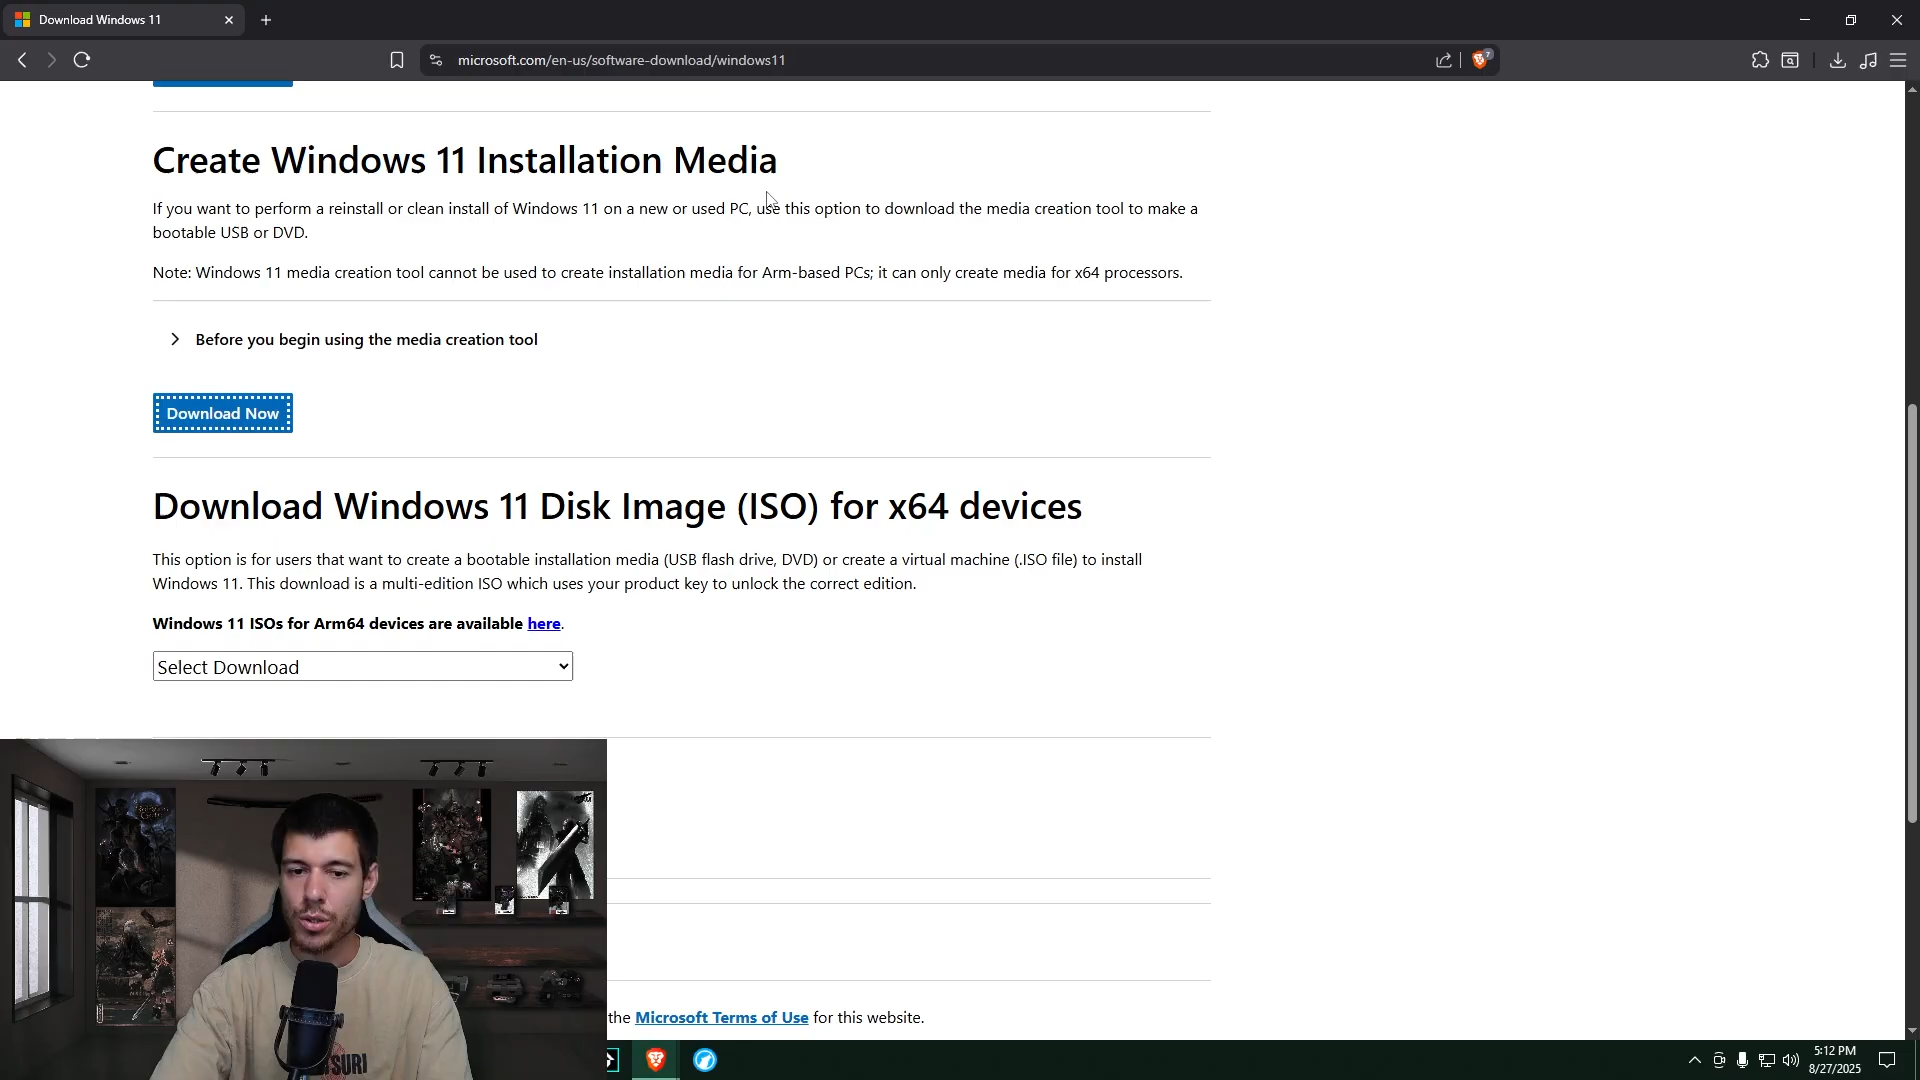 Download Windows 11
microsoft.com/en-us/software-download/windows11
7
Create Windows 11 Installation Media
If you want to perform a reinstall or clean install of Windows 11 on a new or used PC, use this option to download the media creation tool to make a
bootable USB or DVD.
Note: Windows 11 media creation tool cannot be used to create installation media for Arm-based PCs; it can only create media for x64 processors.
Before you begin using the media creation tool
Download Now
Download Windows 11 Disk Image (ISO) for x64 devices
This option is for users that want to create a bootable installation media (USB flash drive, DVD) or create a virtual machine (.ISO file) to install
Windows 11. This download is a multi-edition ISO which uses your product key to unlock the correct edition.
Windows 11 ISOs for Arm64 devices are available here.
Select Download
the Microsoft Terms of Use for this website.
5:12 PM
8/27/2025